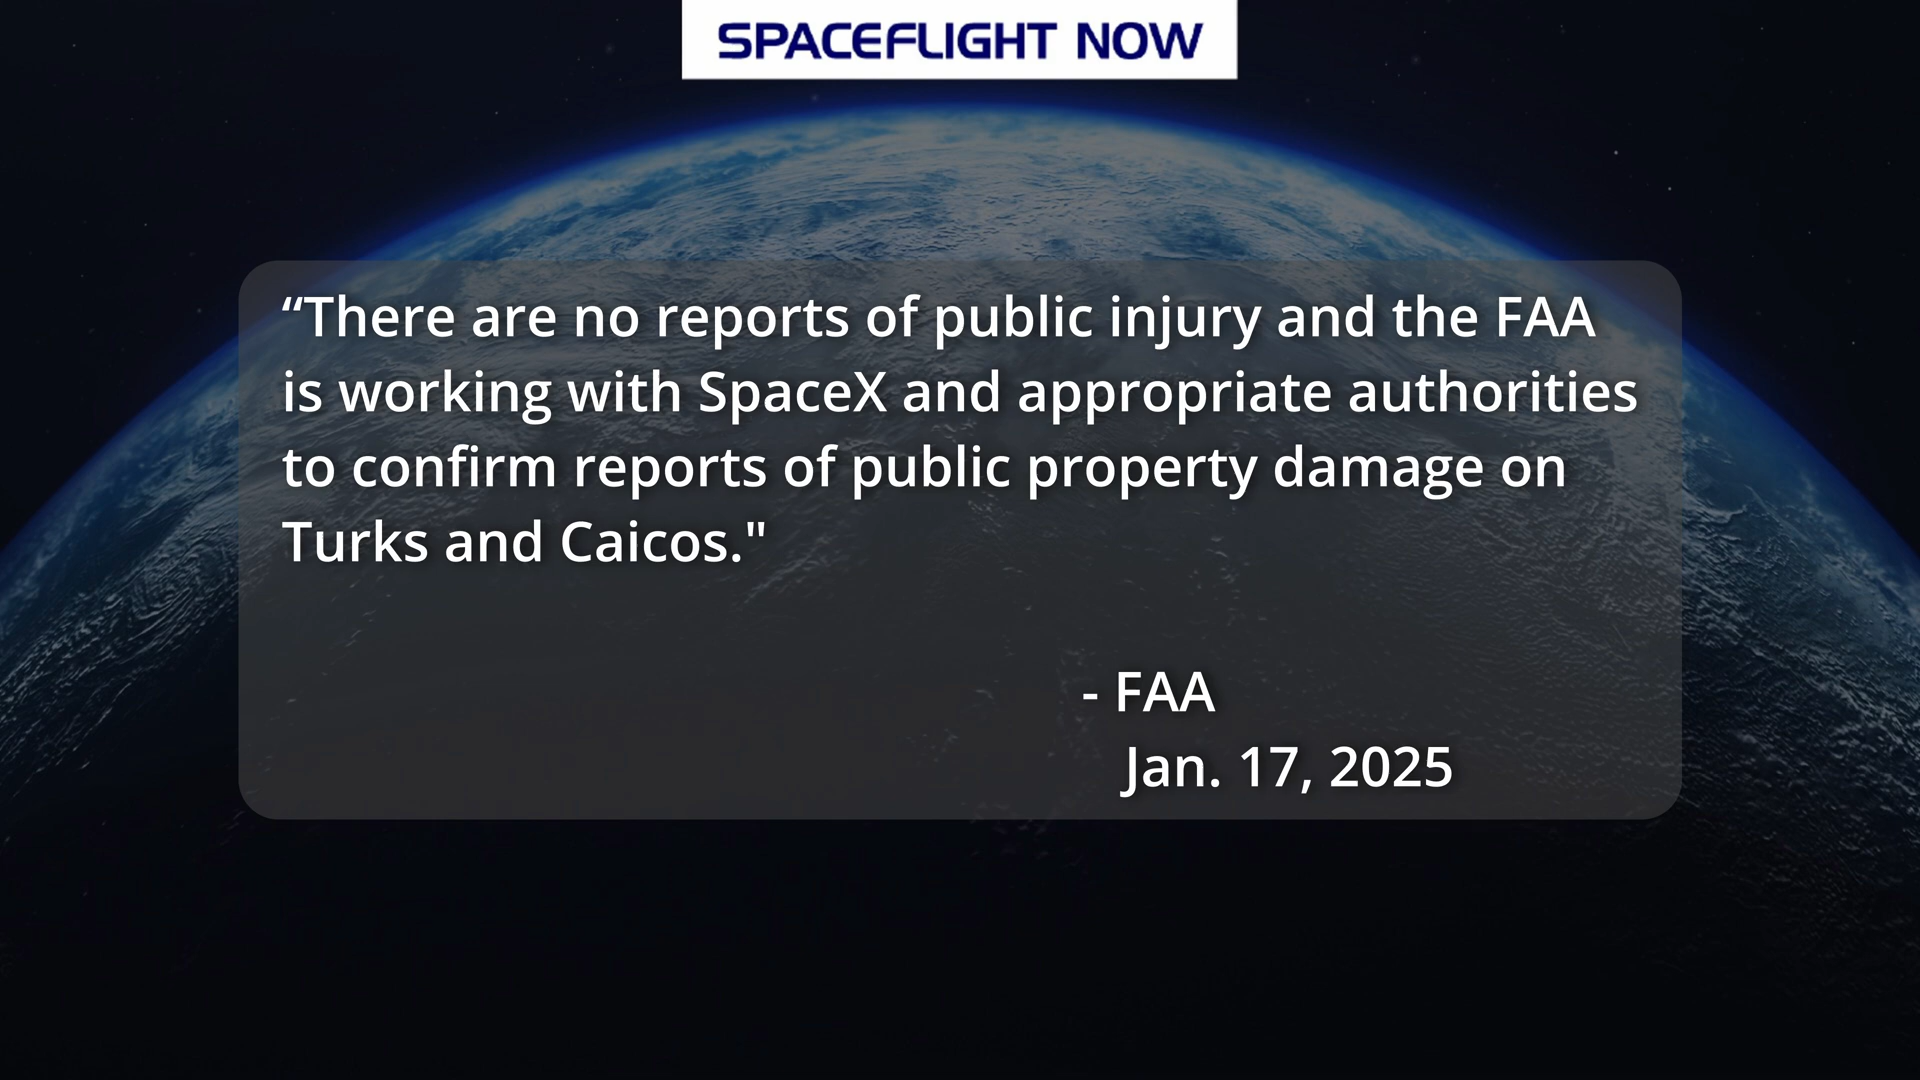 SPACEFLIGHT NOW
“There are no reports of public injury and the FAA
is working with SpaceX and appropriate authorities
to confirm reports of public property damage on
Turks and Caicos."
- FAA
Jan. 17, 2025